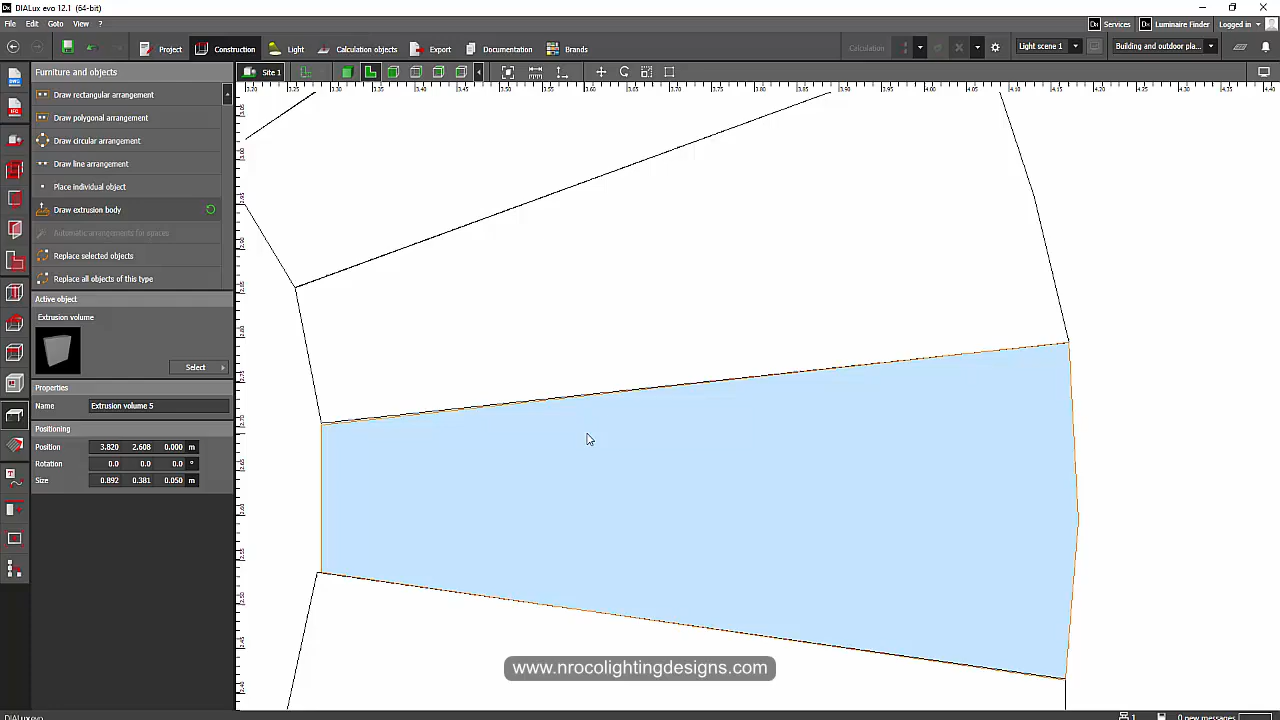 DIALux evo 12.1 (64-bit)
File Edit Goto View ?
Services Luminaire Finder Logged in
Project Construction Light Calculation objects Export Documentation Brands Calculation Light scene 1 Building and outdoor pla...
Furniture and objects
Site 1
Draw rectangular arrangement
Draw polygonal arrangement
Draw circular arrangement
Draw line arrangement
Place individual object
Draw extrusion body
Automatic arrangements for spaces
Replace selected objects
Replace all objects of this type
Active object
Extrusion volume
Select
Properties
Name Extrusion volume 5
Positioning
Position 3.820 2.608 0.000 m
Rotation 0.0 0.0 0.0 °
Size 0.892 0.381 0.050 m
www.nrocolightingdesigns.com
DIALux evo
1 0 new messages